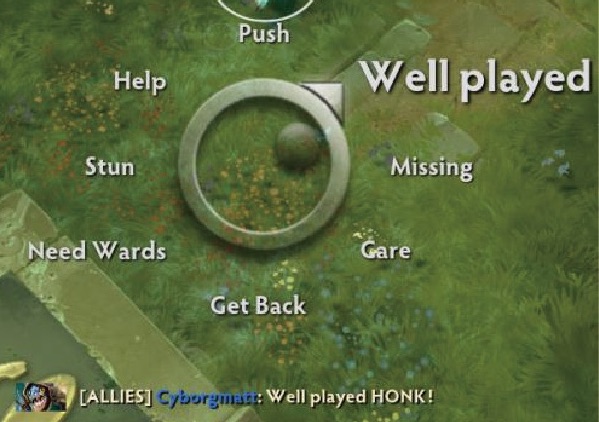 Push
Well played
Help
Stun
Missing
Need Wards
Care
Get Back
[ALLIES] Cyborgmatt: Well played HONK!